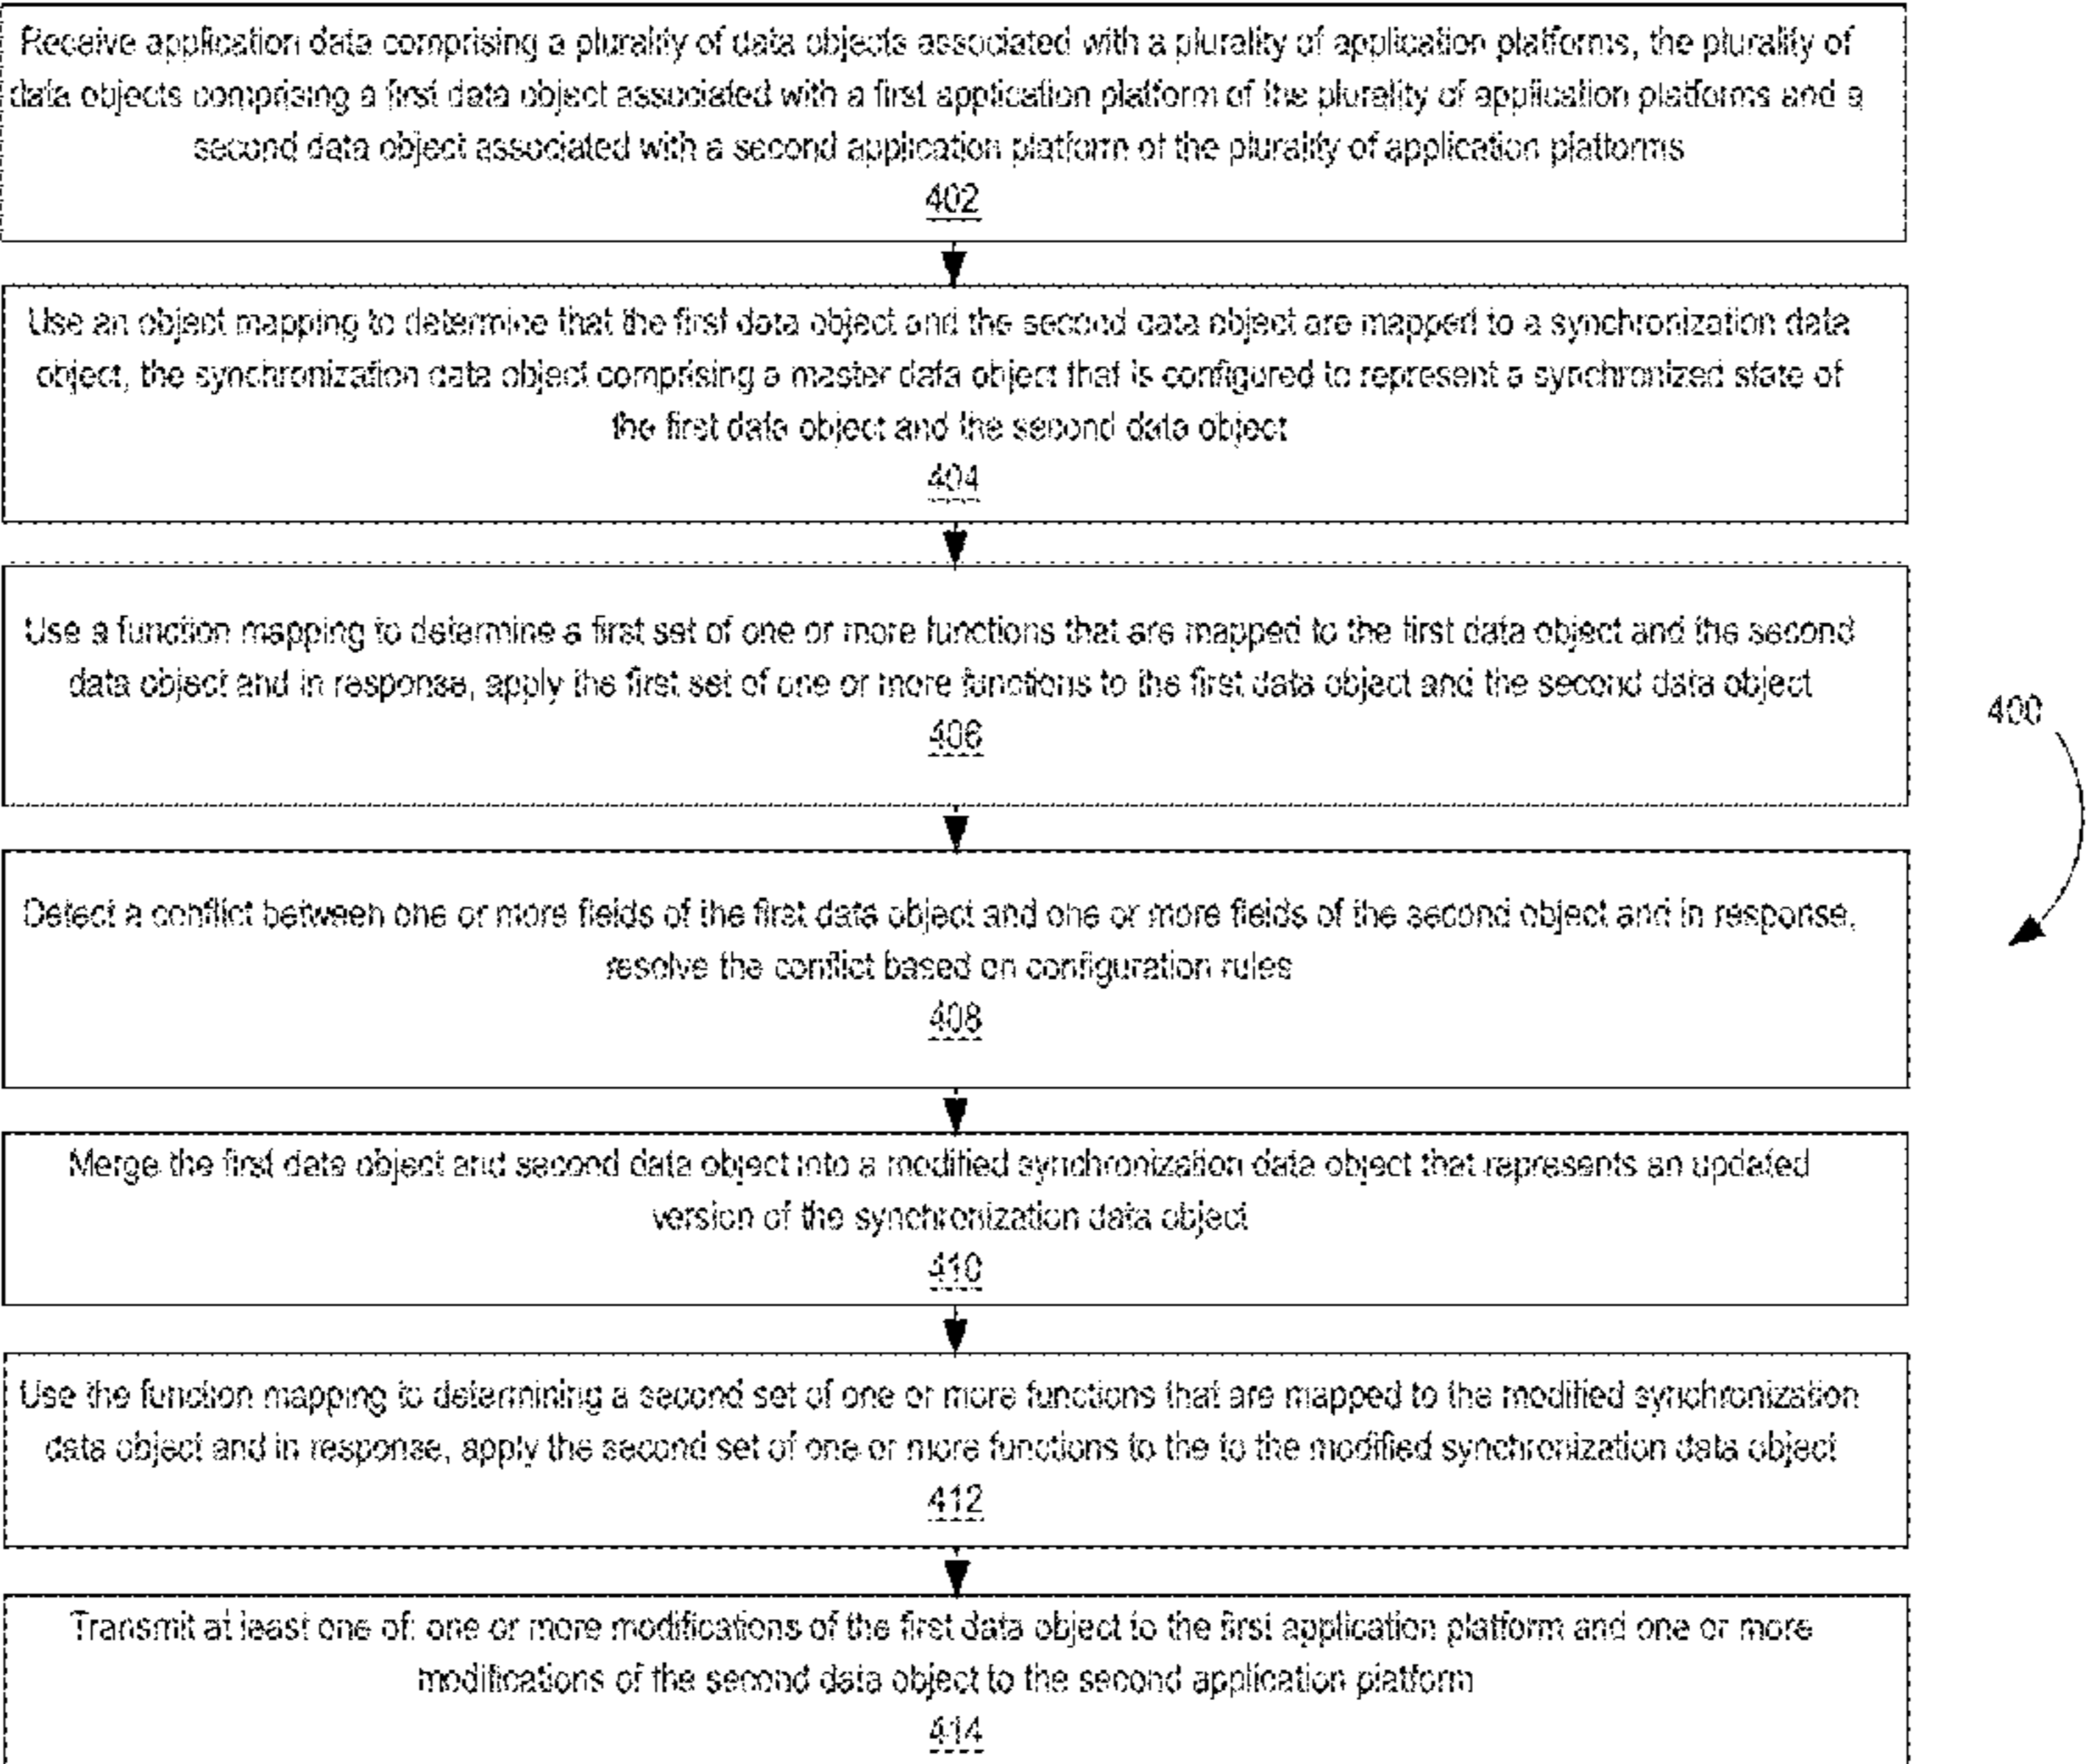 Receive application data comprising a plurality of data objects associated with a plurality of application platforms, the plurality of
data objects comprising a first data object associated with a first application platform of the plurality of application platforms and a
second data object associated with a second application platform of the plurality of application platforms
402
Use an object mapping to determine that the first data object and the second data object are mapped to a synchronization data
object, the synchronization data object comprising a master data object that is configured to represent a synchronized state of
the first data object and the second data object
404
Use a function mapping to determine a first set of one or more functions that are mapped to the first data object and the second
data object and in response, apply the first set of one or more functions to the first data object and the second data object
406
400
Detect a conflict between one or more fields of the first data object and one or more fields of the second object and in response,
resolve the conflict based on configuration rules
408
Merge the first data object and second data object into a modified synchronization data object that represents an updated
version of the synchronization data object
410
Use the function mapping to determining a second set of one or more functions that are mapped to the modified synchronization
data object and in response, apply the second set of one or more functions to the to the modified synchronization data object
412
Transmit at least one of: one or more modifications of the first data object to the first application platform and one or more
modifications of the second data object to the second application platform
414